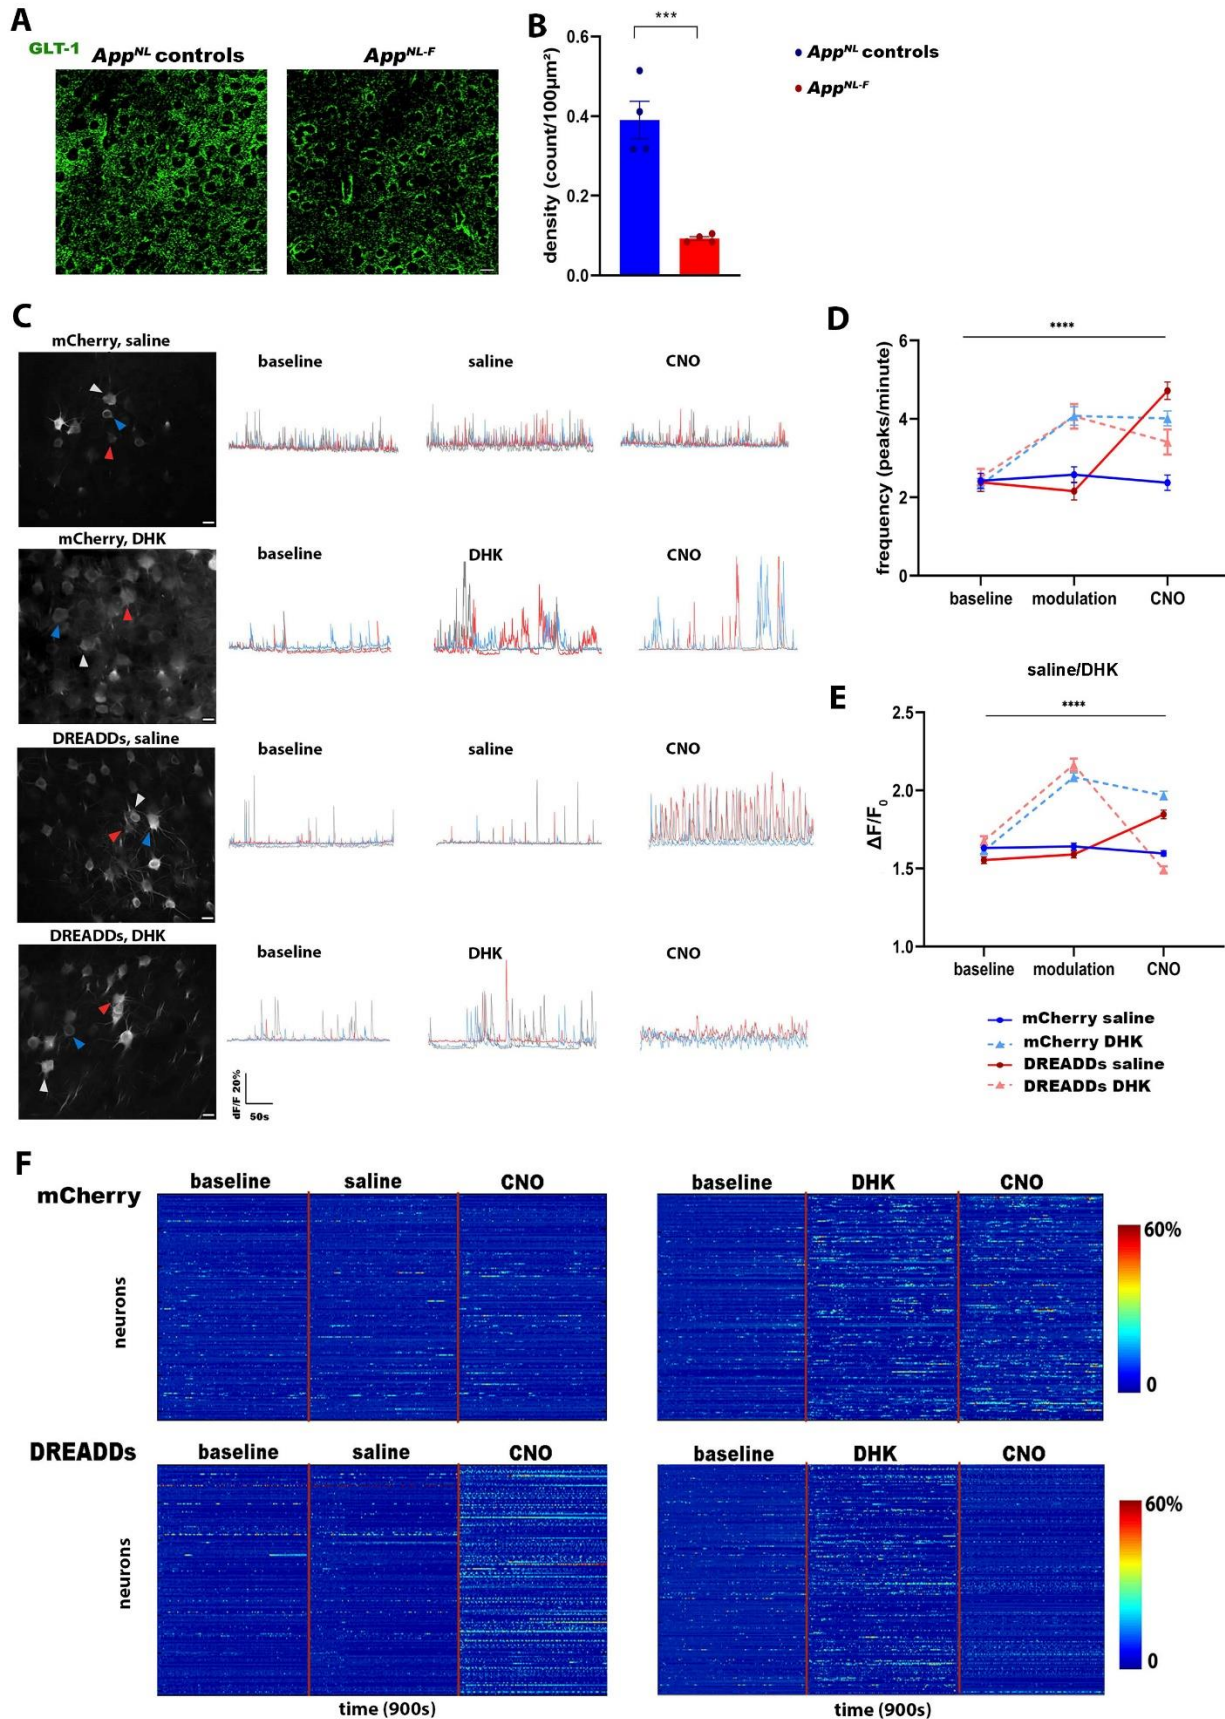 A
GLT-1
App^NL controls
App^NL-F
B
***
0.6
0.4
0.2
0.0
density (count/100µm²)
App^NL controls
App^NL-F
C
mCherry, saline
baseline
saline
CNO
mCherry, DHK
baseline
DHK
CNO
DREADDs, saline
baseline
saline
CNO
DREADDs, DHK
baseline
DHK
CNO
dF/F 20%
50s
D
****
6
4
2
0
frequency (peaks/minute)
baseline
modulation
CNO
saline/DHK
E
****
2.5
2.0
1.5
1.0
ΔF/F₀
baseline
modulation
CNO
mCherry saline
mCherry DHK
DREADDs saline
DREADDs DHK
F
mCherry
baseline
saline
CNO
baseline
DHK
CNO
neurons
60%
0
DREADDs
baseline
saline
CNO
baseline
DHK
CNO
neurons
60%
0
time (900s)
time (900s)